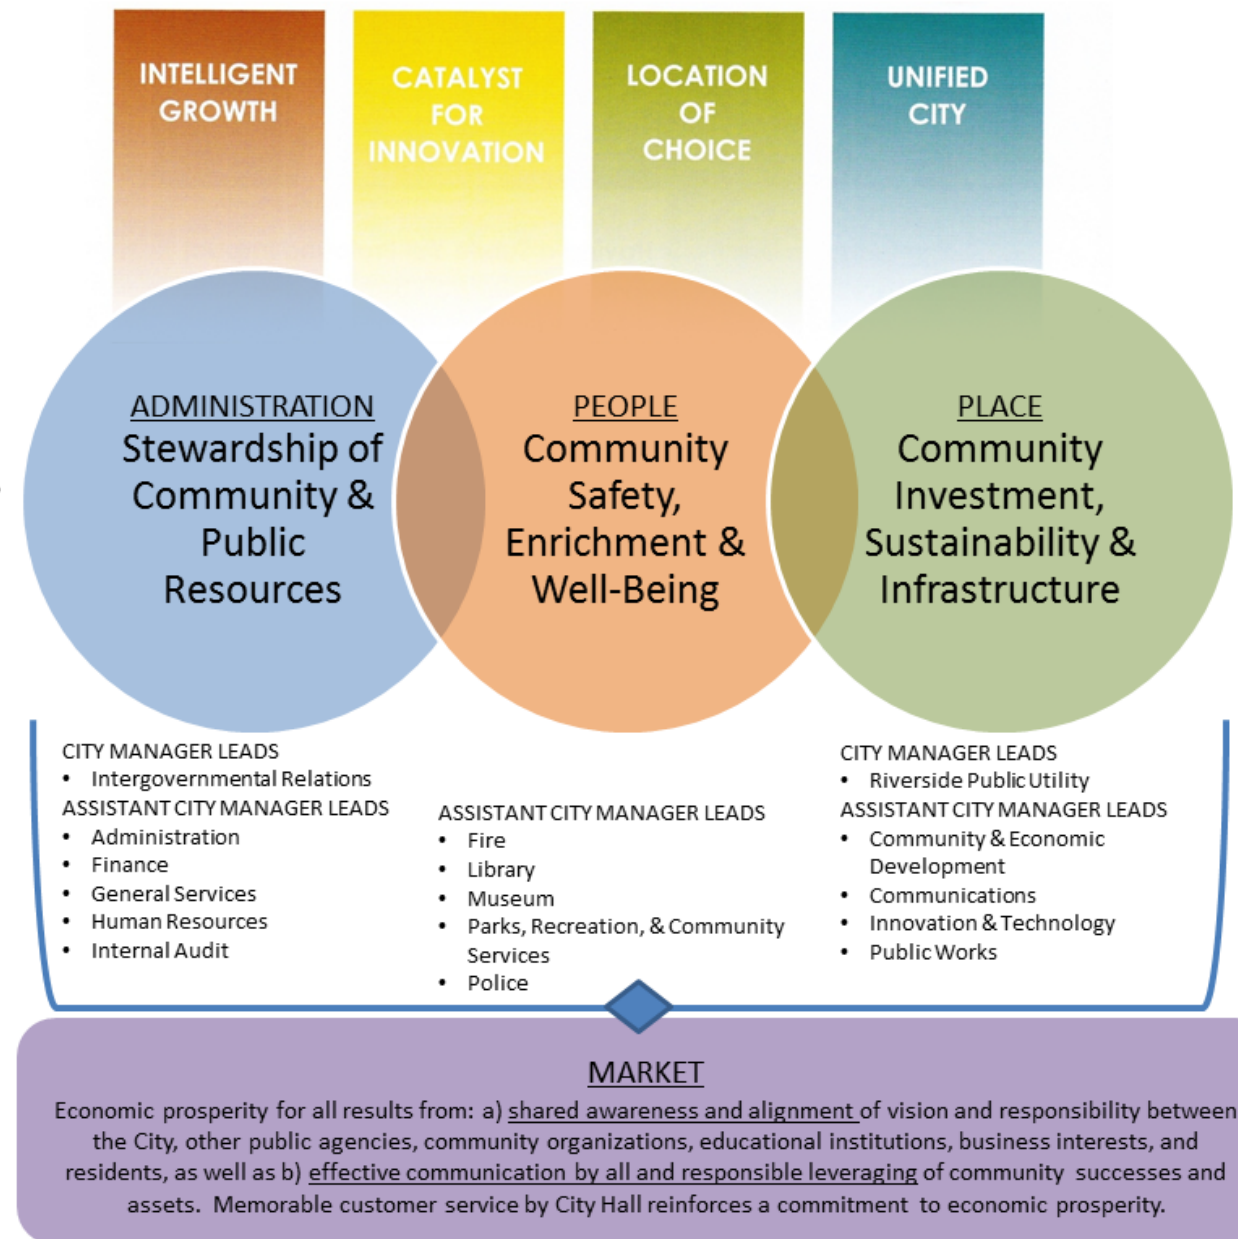 INTELLIGENT
GROWTH
CATALYST
FOR
INNOVATION
LOCATION
OF
CHOICE
UNIFIED
CITY
ADMINISTRATION
Stewardship of
Community &
Public
Resources
PEOPLE
Community
Safety,
Enrichment &
Well-Being
PLACE
Community
Investment,
Sustainability &
Infrastructure
CITY MANAGER LEADS
• Intergovernmental Relations
ASSISTANT CITY MANAGER LEADS
• Administration
• Finance
• General Services
• Human Resources
• Internal Audit
ASSISTANT CITY MANAGER LEADS
• Fire
• Library
• Museum
• Parks, Recreation, & Community
Services
• Police
CITY MANAGER LEADS
• Riverside Public Utility
ASSISTANT CITY MANAGER LEADS
• Community & Economic
Development
• Communications
• Innovation & Technology
• Public Works
MARKET
Economic prosperity for all results from: a) shared awareness and alignment of vision and responsibility between
the City, other public agencies, community organizations, educational institutions, business interests, and
residents, as well as b) effective communication by all and responsible leveraging of community successes and
assets. Memorable customer service by City Hall reinforces a commitment to economic prosperity.